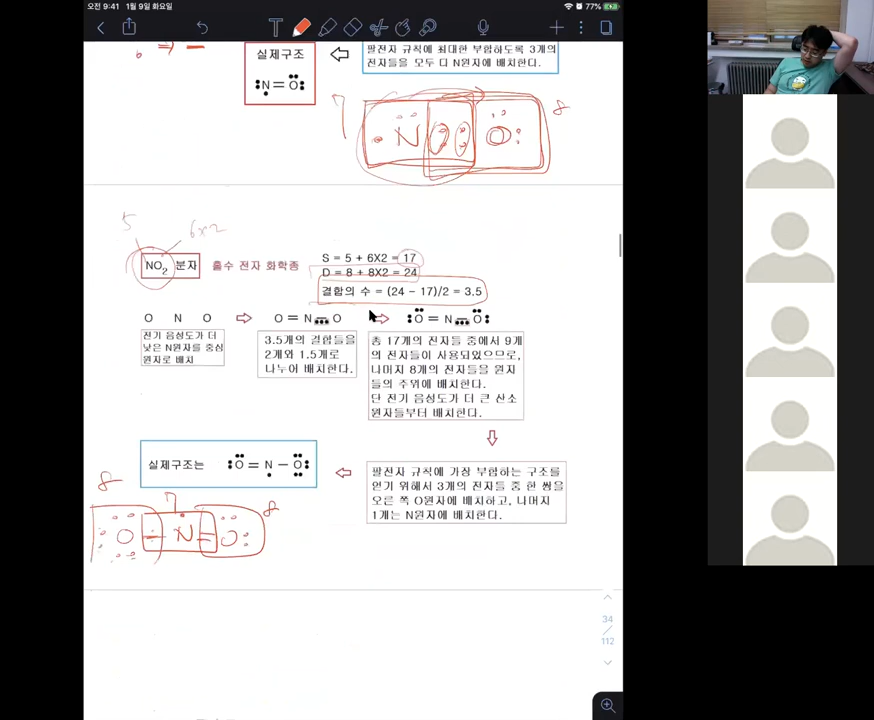 오전 9:41 1월 9일 화요일
77%
팔전자 규칙에 최대한 부합하도록 3개의
전자들을 모두 다 N원자에 배치한다.
실제구조
:N = O
7
N
O
8
5
6x2
NO2 분자
홀수 전자 화학종
S = 5 + 6X2 = 17
D = 8 + 8X2 = 24
결합의 수 = (24 - 17)/2 = 3.5
O N O
O = N O
:O = N O:
전기 음성도가 더
낮은 N원자를 중심
원자로 배치
3.5개의 결합들을
2개와 1.5개로
나누어 배치한다.
총 17개의 전자들 중에서 9개
의 전자들이 사용되었으므로,
나머지 8개의 전자들을 원자
들의 주위에 배치한다.
단 전기 음성도가 더 큰 산소
원자들부터 배치한다.
실제구조는
:O = N - O:
팔전자 규칙에 가장 부합하는 구조를
얻기 위해서 3개의 전자들 중 한 쌍을
오른 쪽 O원자에 배치하고, 나머지
1개는 N원자에 배치한다.
8
7
8
O - N = O
34
/
112